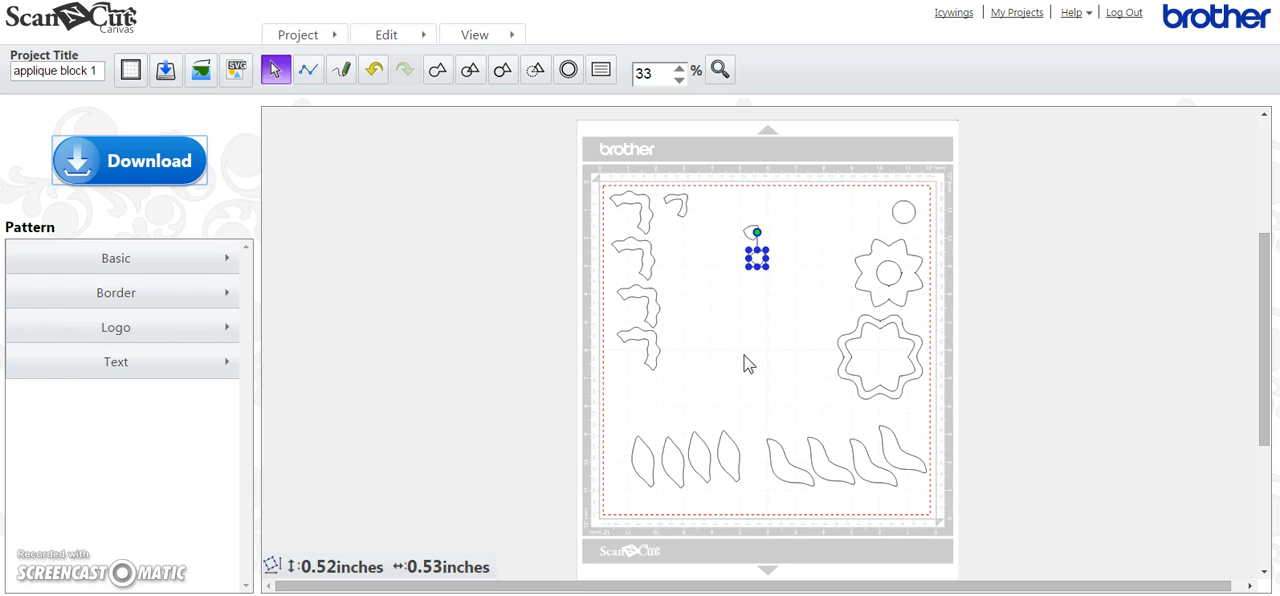 ScanNCut
Canvas
Icywings | My Projects | Help | Log Out
brother
Project Edit View
Project Title
applique block 1
SVG
33 %
Download
Pattern
Basic
Border
Logo
Text
brother
ScanNCut
0.52inches 0.53inches
Recorded with
SCREENCAST-O-MATIC